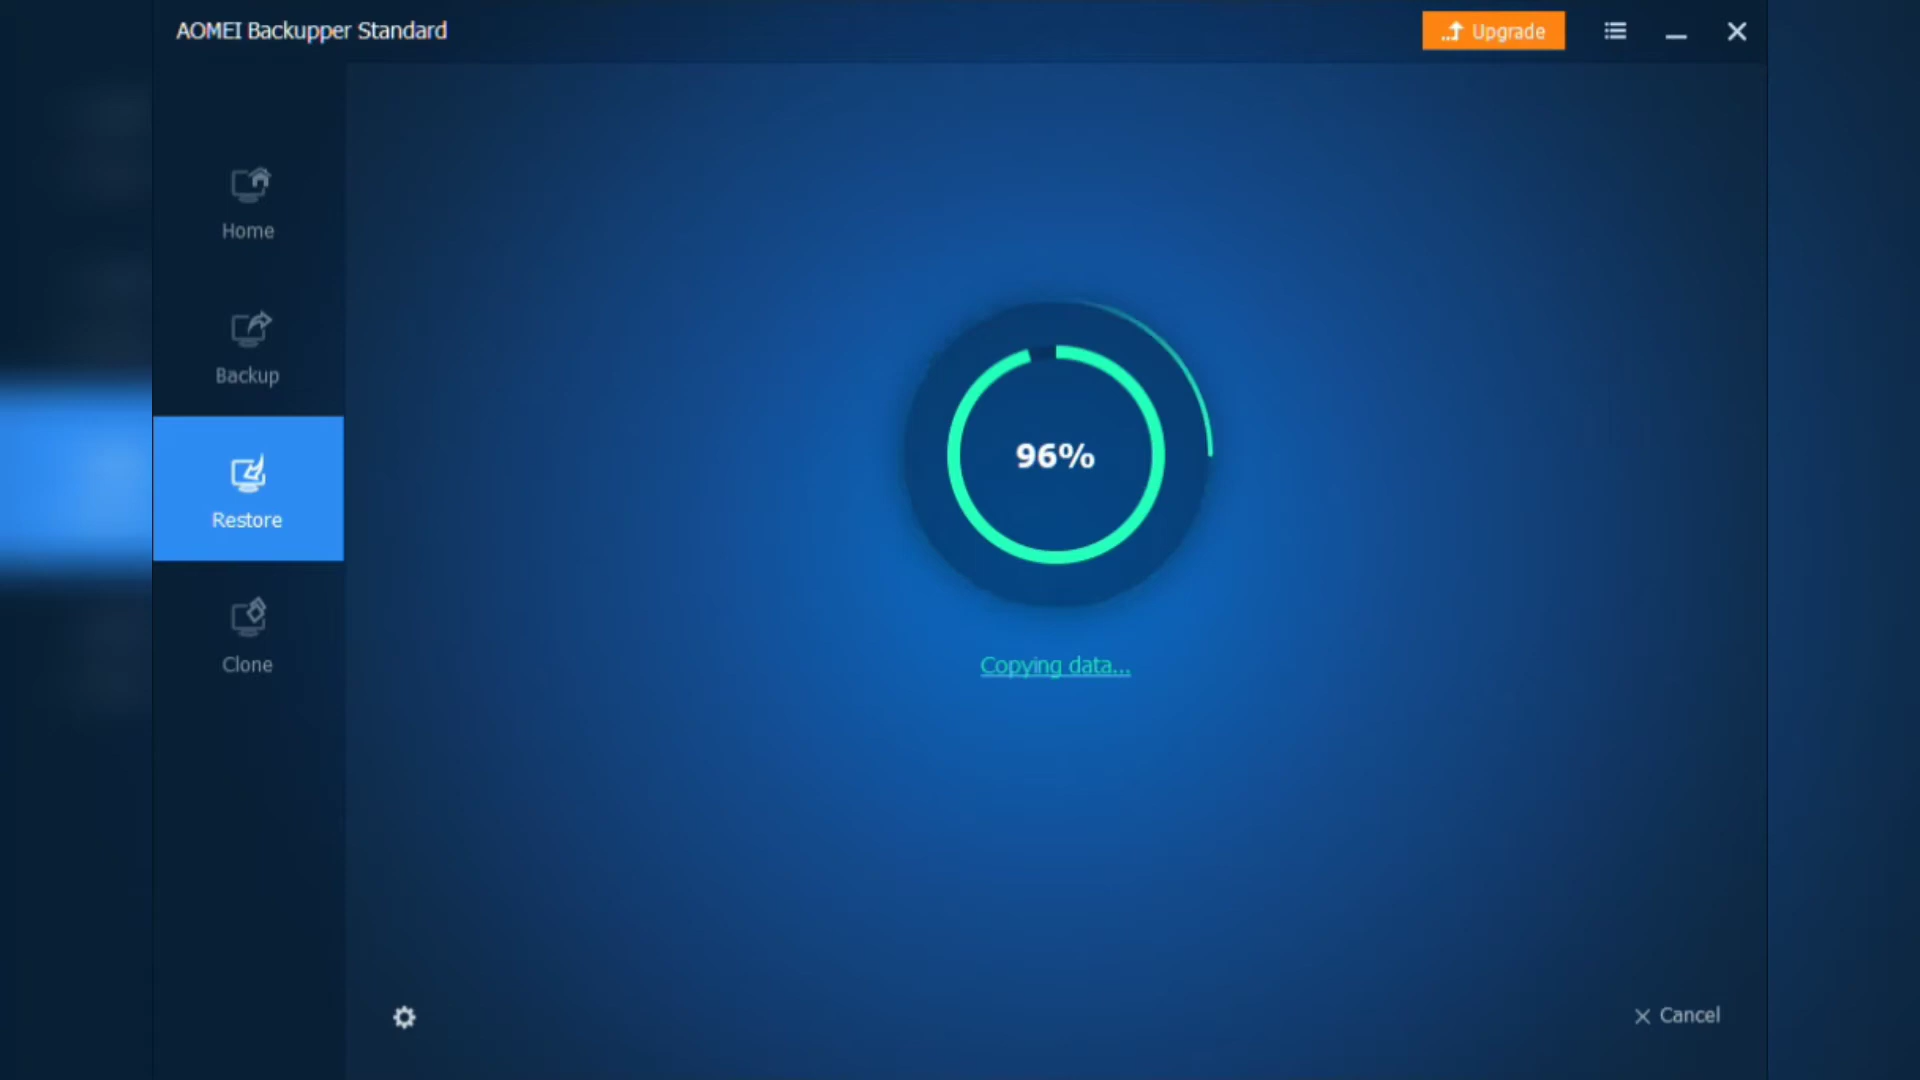 AOMEI Backupper Standard
Upgrade
Home
Backup
Restore
Clone
96%
Copying data...
Cancel